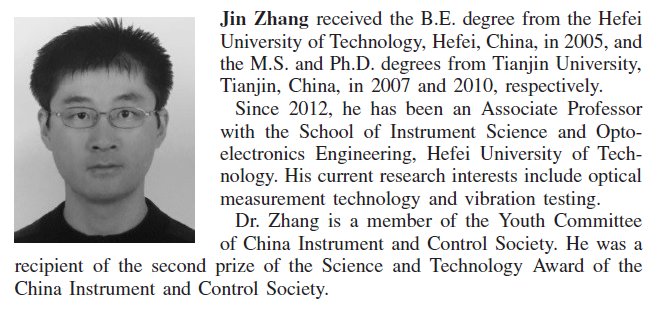 Jin Zhang received the B.E. degree from the Hefei
University of Technology, Hefei, China, in 2005, and
the M.S. and Ph.D. degrees from Tianjin University,
Tianjin, China, in 2007 and 2010, respectively.
Since 2012, he has been an Associate Professor
with the School of Instrument Science and Opto-
electronics Engineering, Hefei University of Tech-
nology. His current research interests include optical
measurement technology and vibration testing.
Dr. Zhang is a member of the Youth Committee
of China Instrument and Control Society. He was a
recipient of the second prize of the Science and Technology Award of the
China Instrument and Control Society.